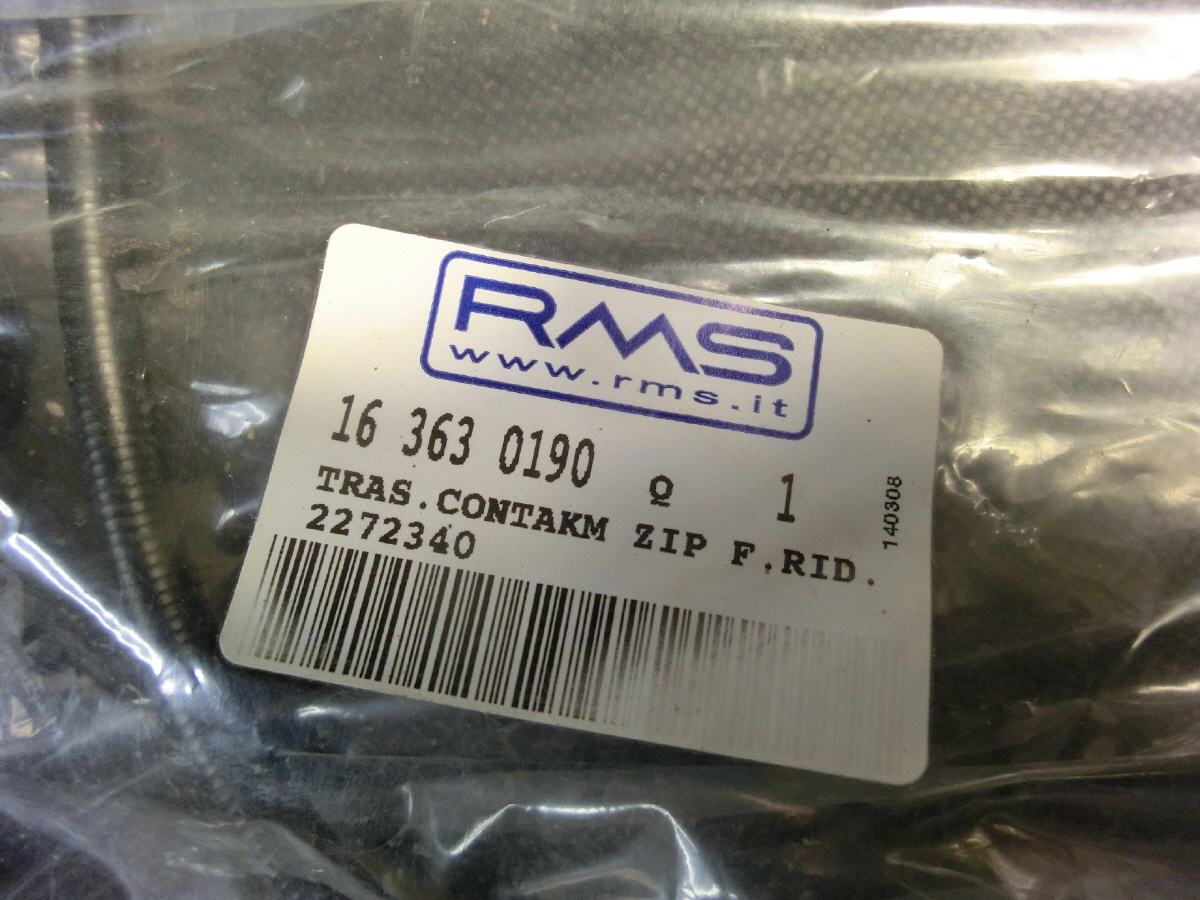 RMS
www.rms.it
16 363 0190 Q 1
TRAS.CONTAKM ZIP F.RID.
2272340
140308